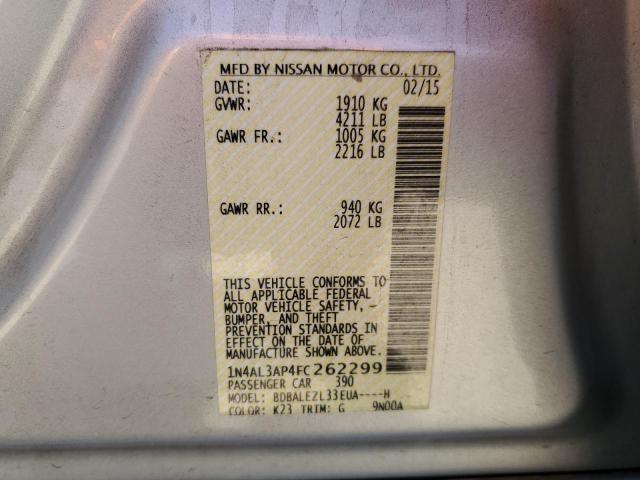 MFD BY NISSAN MOTOR CO., LTD.
DATE: 02/15
GVWR: 1910 KG
4211 LB
GAWR FR.: 1005 KG
2216 LB
GAWR RR.: 940 KG
2072 LB
THIS VEHICLE CONFORMS TO
ALL APPLICABLE FEDERAL
MOTOR VEHICLE SAFETY,
BUMPER, AND THEFT
PREVENTION STANDARDS IN
EFFECT ON THE DATE OF
MANUFACTURE SHOWN ABOVE.
1N4AL3AP4FC262299
PASSENGER CAR 390
MODEL: BDBALEZL33EUA----H
COLOR: K23 TRIM: G 9N00A